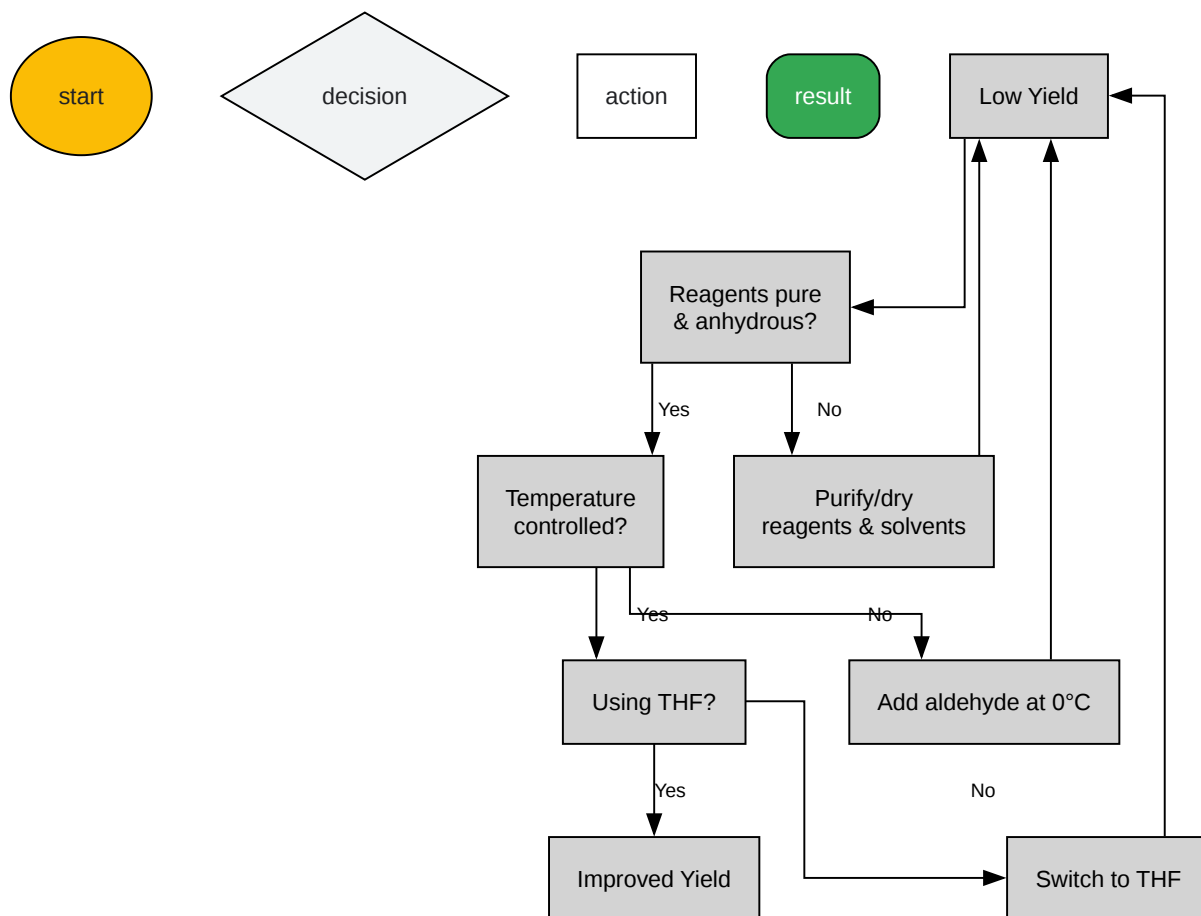 start
decision
action
result
Low Yield
Reagents pure
& anhydrous?
Yes
No
Temperature
controlled?
Purify/dry
reagents & solvents
Yes
No
Using THF?
Add aldehyde at 0°C
Yes
No
Improved Yield
Switch to THF